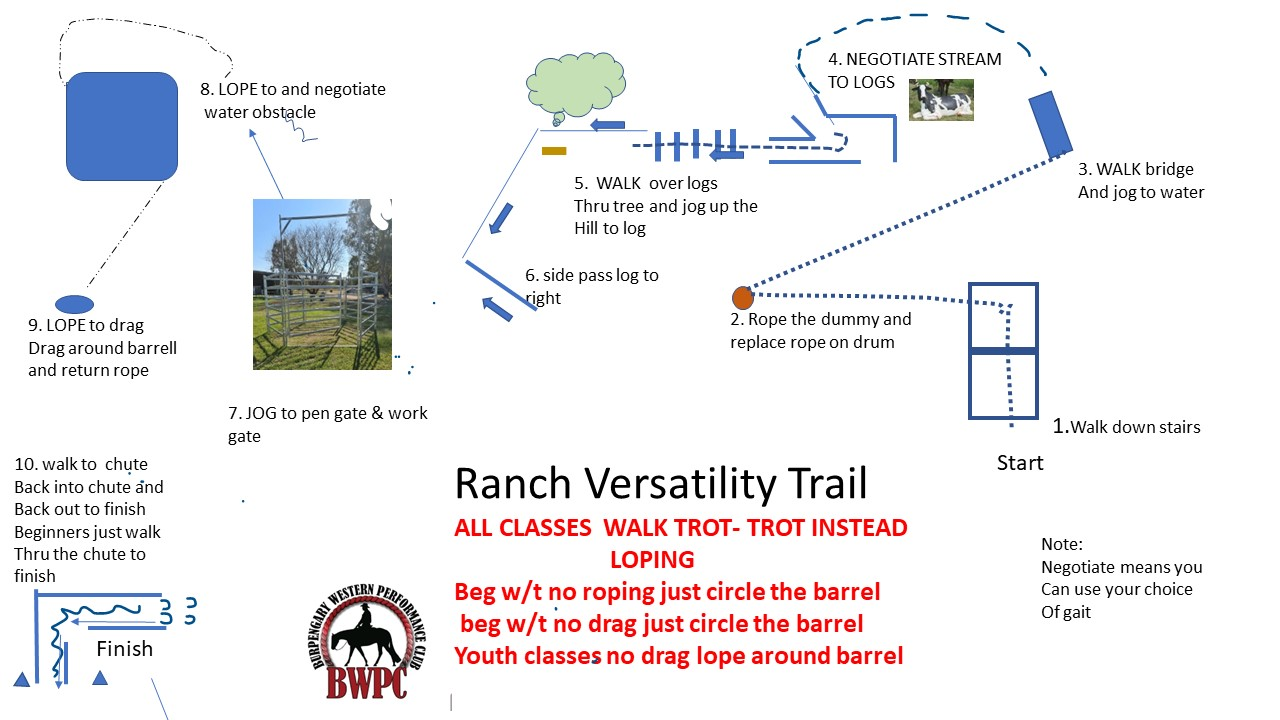 4. NEGOTIATE STREAM
TO LOGS
8. LOPE to and negotiate
water obstacle
3. WALK bridge
And jog to water
5. WALK over logs
Thru tree and jog up the
Hill to log
6. side pass log to
right
2. Rope the dummy and
replace rope on drum
9. LOPE to drag
Drag around barrell
and return rope
7. JOG to pen gate & work
gate
1.Walk down stairs
Start
10. walk to chute
Back into chute and
Back out to finish
Beginners just walk
Thru the chute to
finish
Finish
Ranch Versatility Trail
ALL CLASSES WALK TROT- TROT INSTEAD
LOPING
Beg w/t no roping just circle the barrel
beg w/t no drag just circle the barrel
Youth classes no drag lope around barrel
Note:
Negotiate means you
Can use your choice
Of gait
BURPENGARY WESTERN PERFORMANCE CLUB
BWPC